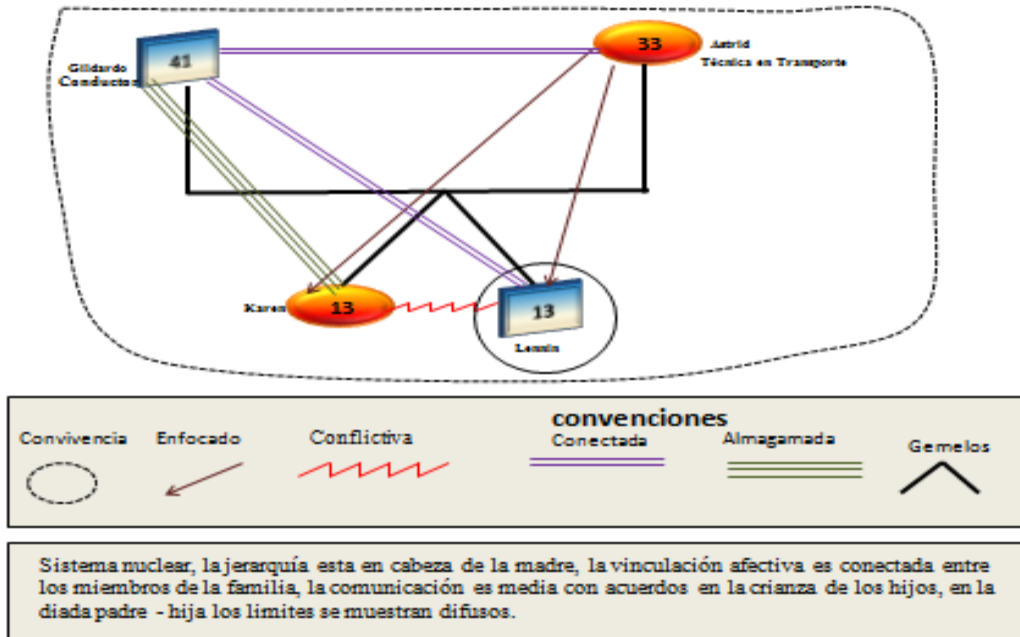 41
33
Gildardo
Conductos
Astrid
Técnica en Transporte
Karen
13
13
Lennin
convenciones
Convivencia
Enfocado
Conflictiva
Conectada
Almagamada
Gemelos
Sistema nuclear, la jerarquía esta en cabeza de la madre, la vinculación afectiva es conectada entre
los miembros de la familia, la comunicación es media con acuerdos en la crianza de los hijos, en la
diada padre - hija los limites se muestran difusos.